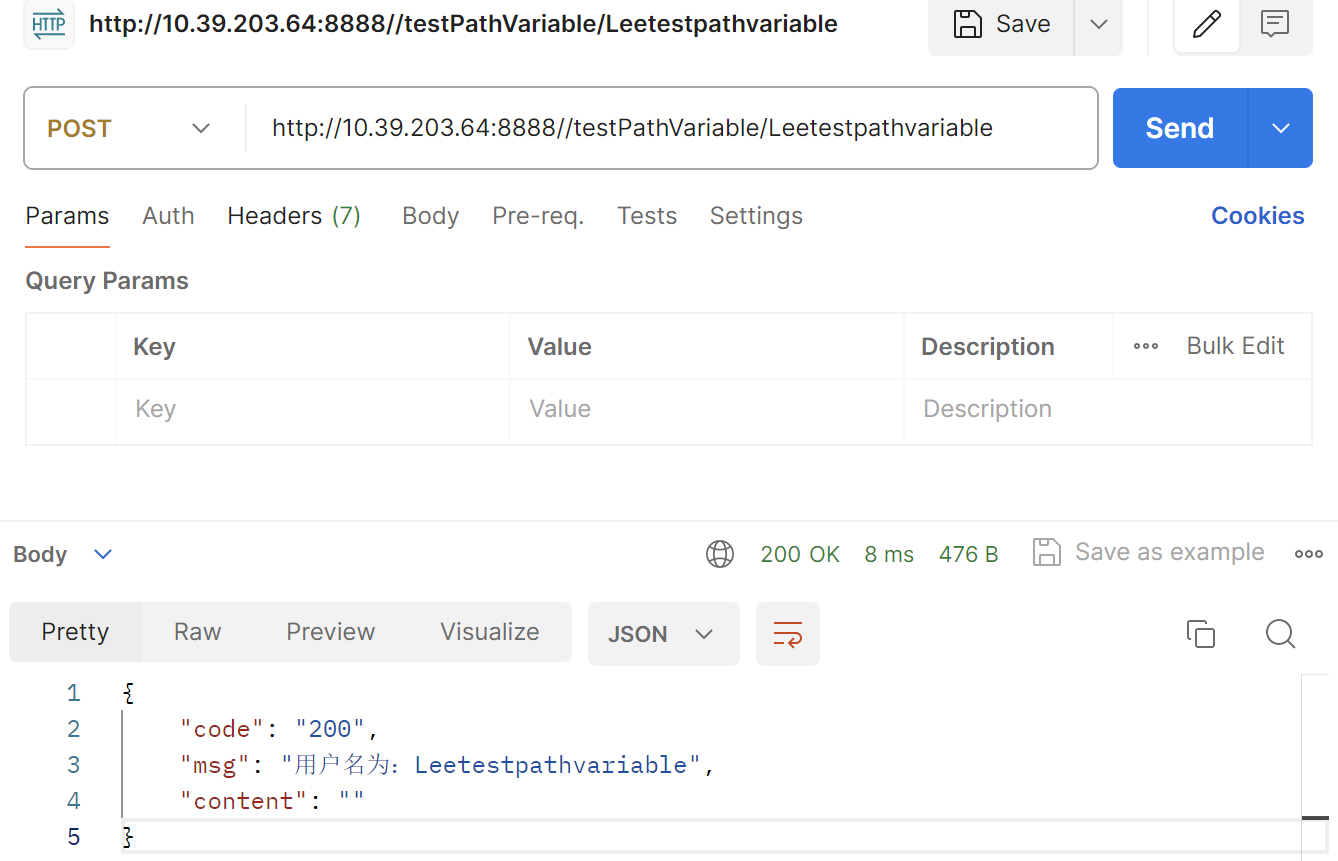 HTTP http://10.39.203.64:8888//testPathVariable/Leetestpathvariable Save
POST http://10.39.203.64:8888//testPathVariable/Leetestpathvariable Send
Params Auth Headers (7) Body Pre-req. Tests Settings Cookies
Query Params
Key Value Description Bulk Edit
Key Value Description
Body 200 OK 8 ms 476 B Save as example
Pretty Raw Preview Visualize JSON
1 {
2 "code": "200",
3 "msg": "用户名为：Leetestpathvariable",
4 "content": ""
5 }